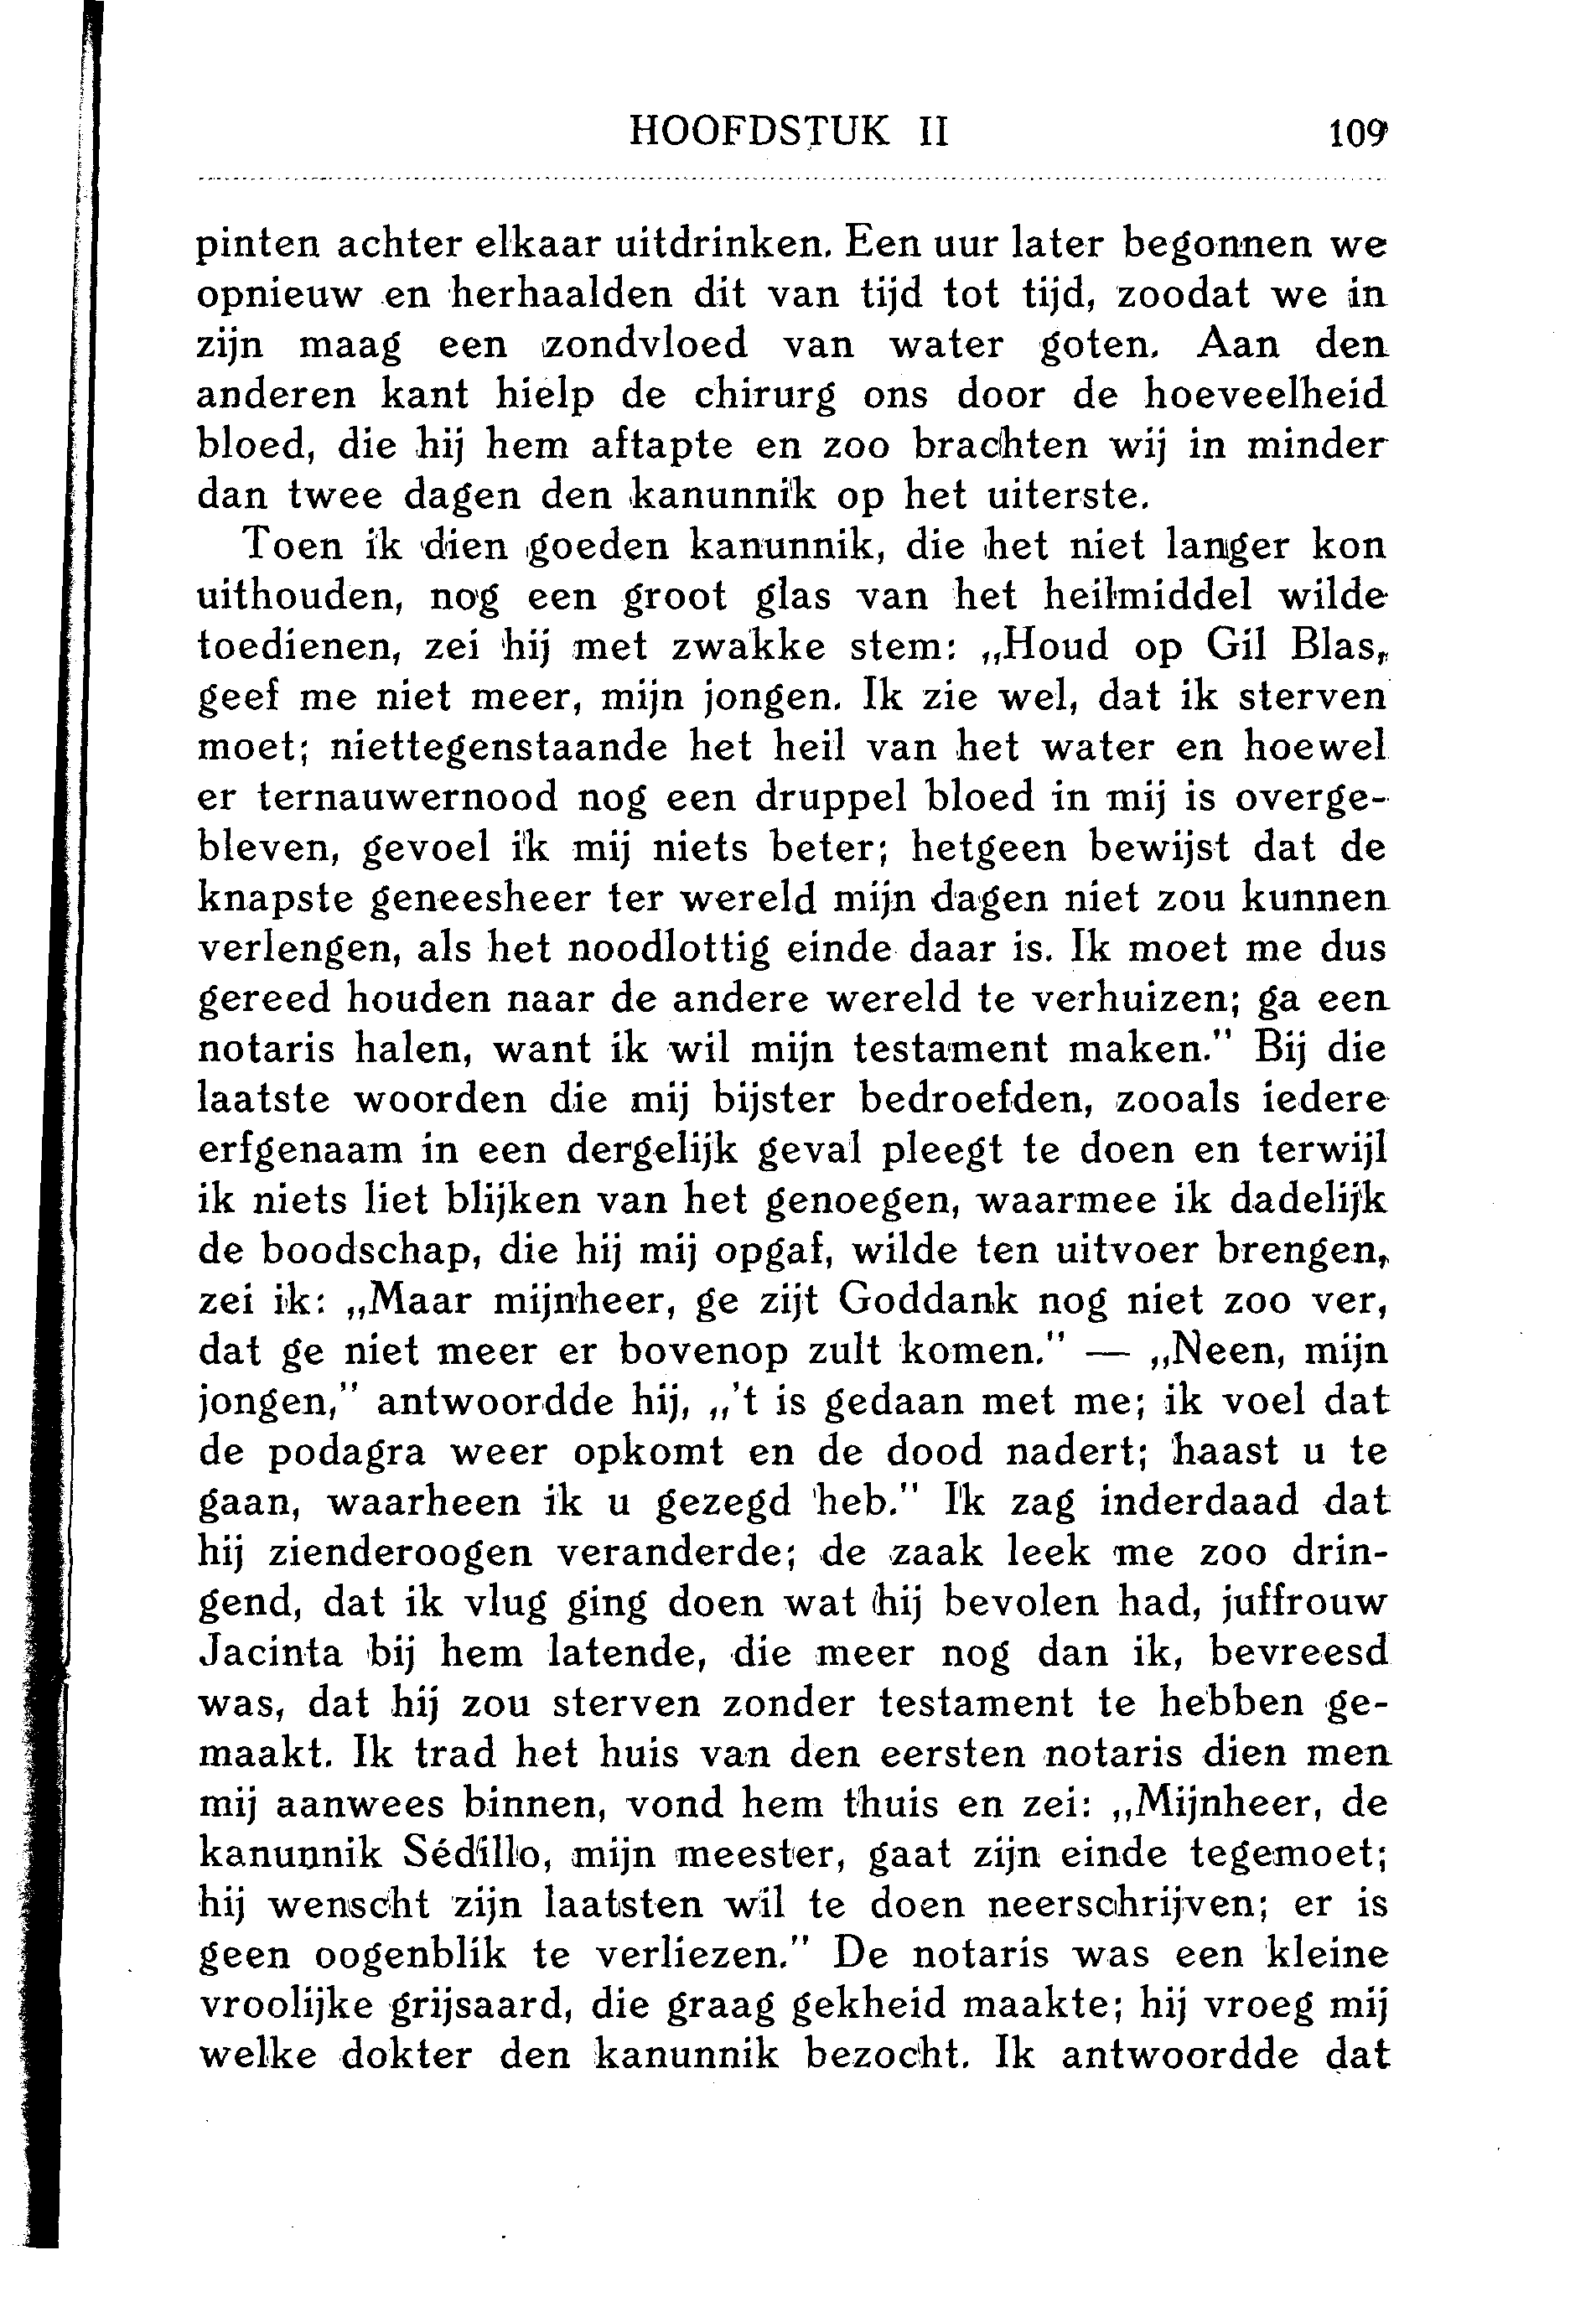 HOOFDSTUK II 109
pinten achter elkaar uitdrinken. Een uur later begonnen we
opnieuw en herhaalden dit van tijd tot tijd, zoodat we in
zijn maag een zondvloed van water goten. Aan den
anderen kant hielp de chirurg ons door de hoeveelheid
bloed, die hij hem aftapte en zoo brachten wij in minder
dan twee dagen den kanunnik op het uiterste.
Toen ik dien goeden kanunnik, die het niet langer kon
uithouden, nog een groot glas van het heilmiddel wilde
toedienen, zei hij met zwakke stem: „Houd op Gil Blas,
geef me niet meer, mijn jongen. Ik zie wel, dat ik sterven
moet; niettegenstaande het heil van het water en hoewel
er ternauwernood nog een druppel bloed in mij is overge-
bleven, gevoel ik mij niets beter; hetgeen bewijst dat de
knapste geneesheer ter wereld mijn dagen niet zou kunnen
verlengen, als het noodlottig einde daar is. Ik moet me dus
gereed houden naar de andere wereld te verhuizen; ga een
notaris halen, want ik wil mijn testament maken." Bij die
laatste woorden die mij bijster bedroefden, zooals iedere
erfgenaam in een dergelijk geval pleegt te doen en terwijl
ik niets liet blijken van het genoegen, waarmee ik dadelijk
de boodschap, die hij mij opgaf, wilde ten uitvoer brengen,
zei ik: „Maar mijnheer, ge zijt Goddank nog niet zoo ver,
dat ge niet meer er bovenop zult komen." — „Neen, mijn
jongen," antwoordde hij, „'t is gedaan met me; ik voel dat
de podagra weer opkomt en de dood nadert; haast u te
gaan, waarheen ik u gezegd heb." Ik zag inderdaad dat
hij zienderoogen veranderde; de zaak leek me zoo drin-
gend, dat ik vlug ging doen wat hij bevolen had, juffrouw
Jacinta bij hem latende, die meer nog dan ik, bevreesd
was, dat hij zou sterven zonder testament te hebben ge-
maakt. Ik trad het huis van den eersten notaris dien men
mij aanwees binnen, vond hem thuis en zei: „Mijnheer, de
kanunnik Sédillo, mijn meester, gaat zijn einde tegemoet;
hij wenscht zijn laatsten wil te doen neerschrijven; er is
geen oogenblik te verliezen." De notaris was een kleine
vroolijke grijsaard, die graag gekheid maakte; hij vroeg mij
welke dokter den kanunnik bezocht. Ik antwoordde dat